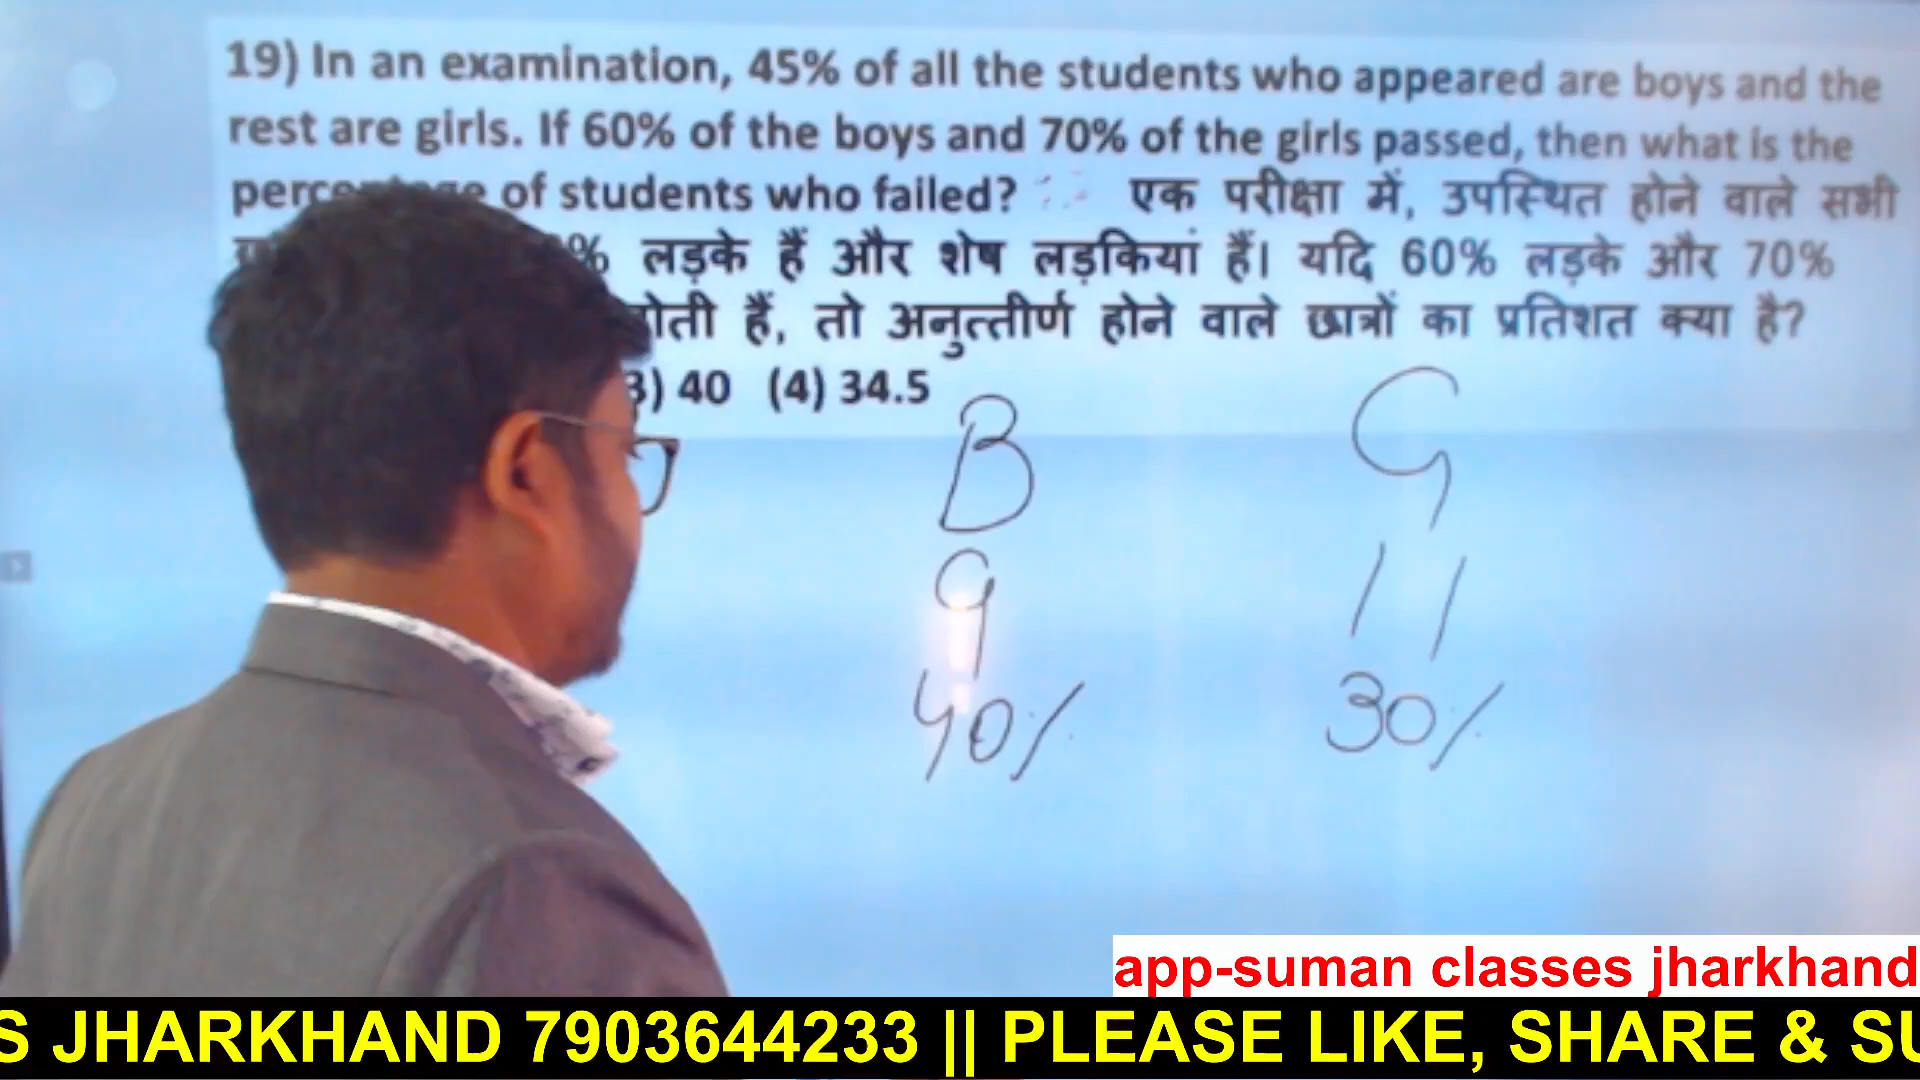 19) In an examination, 45% of all the students who appeared are boys and the
rest are girls. If 60% of the boys and 70% of the girls passed, then what is the
of students who failed? एक परीक्षा में, उपस्थित होने वाले सभी
% लड़के हैं और शेष लड़कियां हैं। यदि 60% लड़के और 70%
हैं, तो अनुत्तीर्ण होने वाले छात्रों का प्रतिशत क्या है?
3) 40 (4) 34.5
B G
9 11
40% 30%
app-suman classes jharkhand
S JHARKHAND 7903644233 || PLEASE LIKE, SHARE & SU